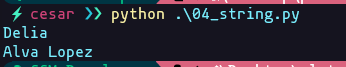 cesar ❯❯ python .\04_string.py
Delia
Alva Lopez